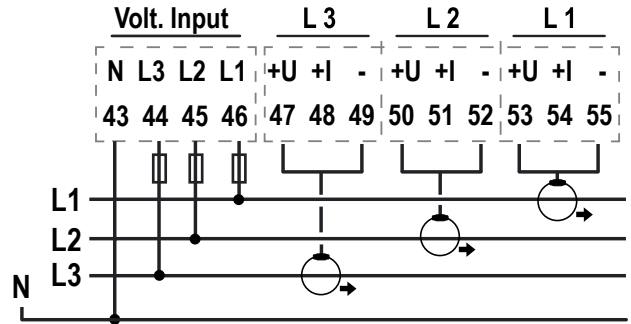 Volt. Input L 3 L 2 L 1
N L3 L2 L1 +U +I - +U +I - +U +I -
43 44 45 46 47 48 49 50 51 52 53 54 55
L1
L2
L3
N